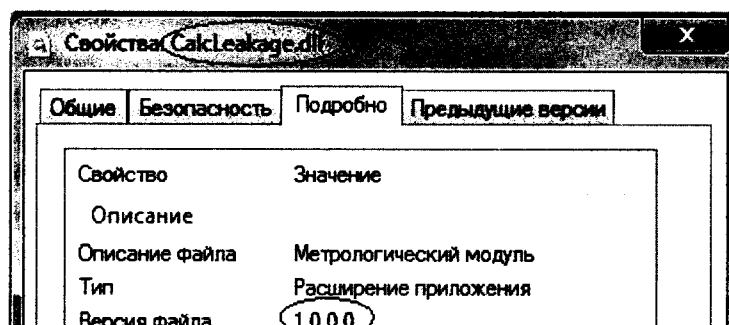 Свойства: CalcLeakage.dll
X
Общие Безопасность Подробно Предыдущие версии
Свойство Значение
Описание
Описание файла Метрологический модуль
Тип Расширение приложения
Версия файла 1.0.0.0